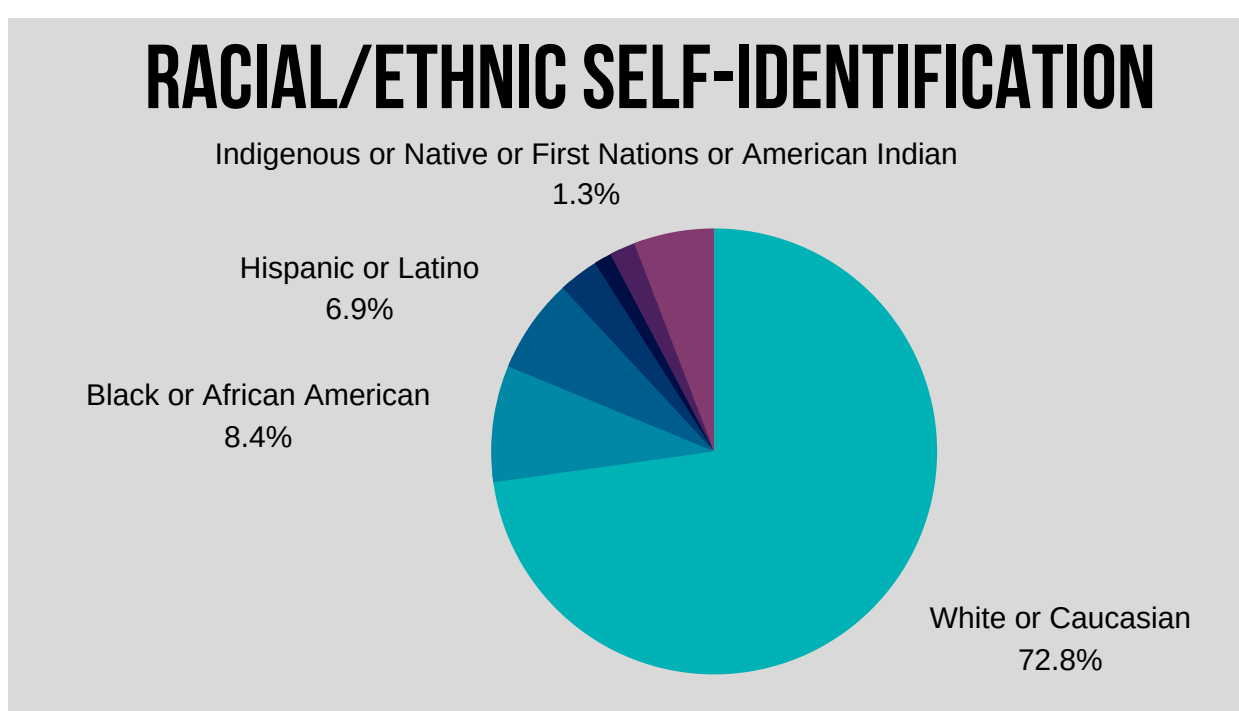 RACIAL/ETHNIC SELF-IDENTIFICATION
Indigenous or Native or First Nations or American Indian
1.3%
Hispanic or Latino
6.9%
Black or African American
8.4%
White or Caucasian
72.8%